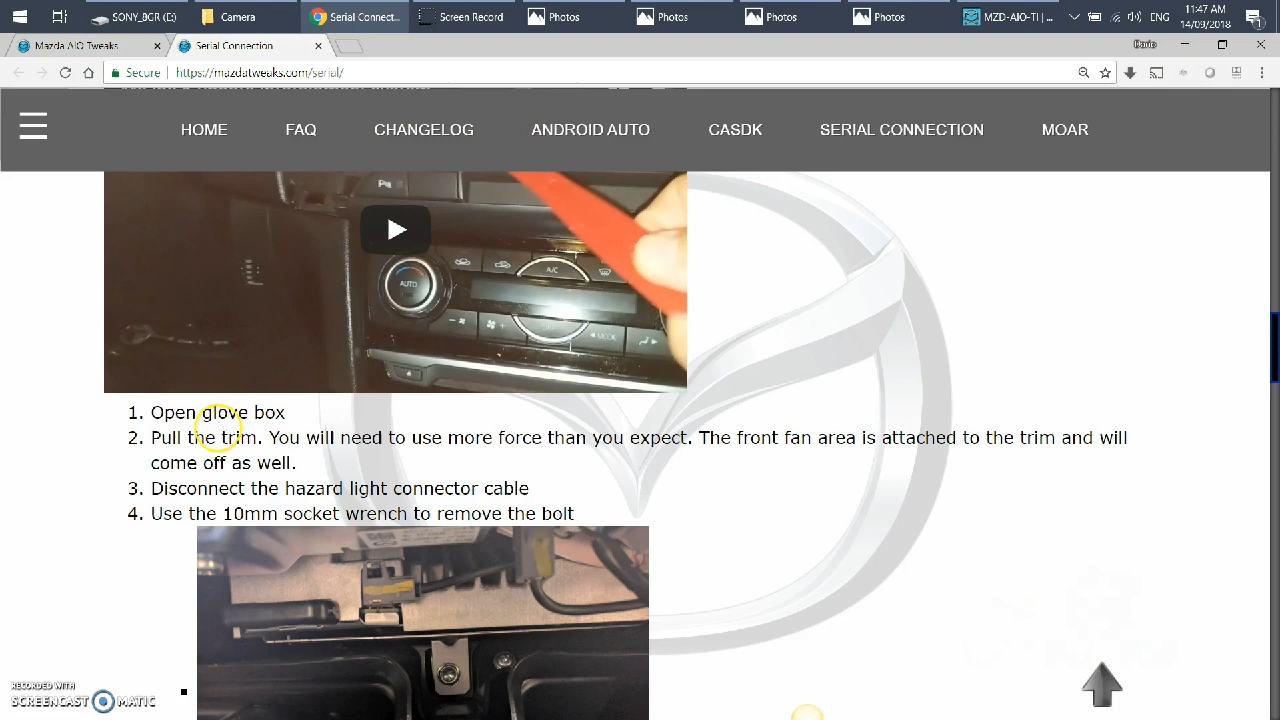 SONY_BGR (E:)
Camera
Serial Connect...
Screen Record
Photos
Photos
Photos
Photos
MZD-AIO-TI | ...
ENG
11:47 AM
14/09/2018
1
Mazda AIO Tweaks
Serial Connection
Secure
https://mazdatweaks.com/serial/
HOME
FAQ
CHANGELOG
ANDROID AUTO
CASDK
SERIAL CONNECTION
MOAR
AUTO
A/C
MODE
1. Open glove box
2. Pull the trim. You will need to use more force than you expect. The front fan area is attached to the trim and will
come off as well.
3. Disconnect the hazard light connector cable
4. Use the 10mm socket wrench to remove the bolt
RECORDED WITH
SCREENCAST MATIC